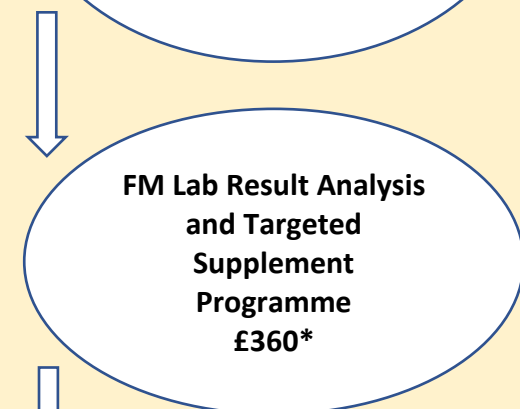 FM Lab Result Analysis
and Targeted
Supplement
Programme
£360*